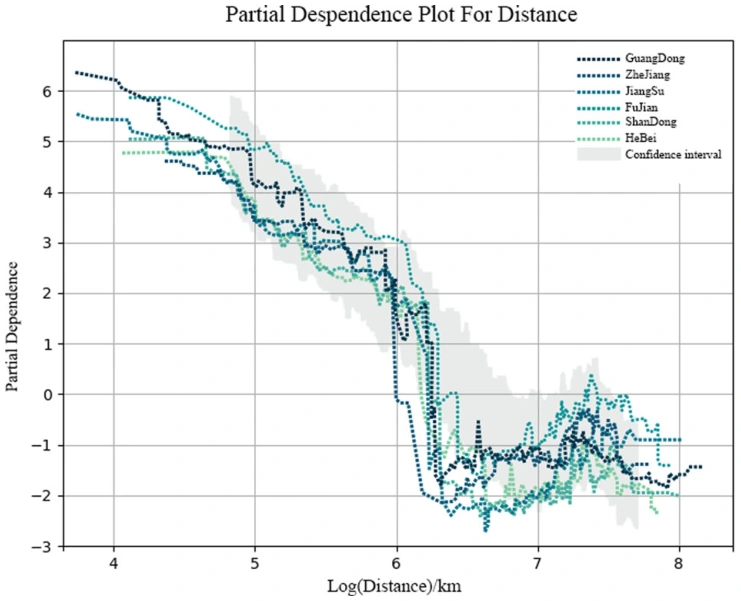 Partial Despendence Plot For Distance
GuangDong
ZheJiang
JiangSu
FuJian
ShanDong
HeBei
Confidence interval
Partial Dependence
6
5
4
3
2
1
0
−1
−2
−3
4 5 6 7 8
Log(Distance)/km